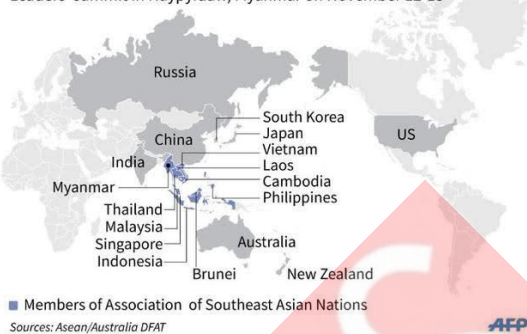 Leaders' Summit in Naypyidaw, Myanmar on November 12-13
Russia
South Korea
Japan
China
US
Vietnam
India
Laos
Cambodia
Myanmar
Philippines
Thailand
Malaysia
Singapore
Australia
Indonesia
Brunei
New Zealand
Members of Association of Southeast Asian Nations
Sources: Asean/Australia DFAT
AFP